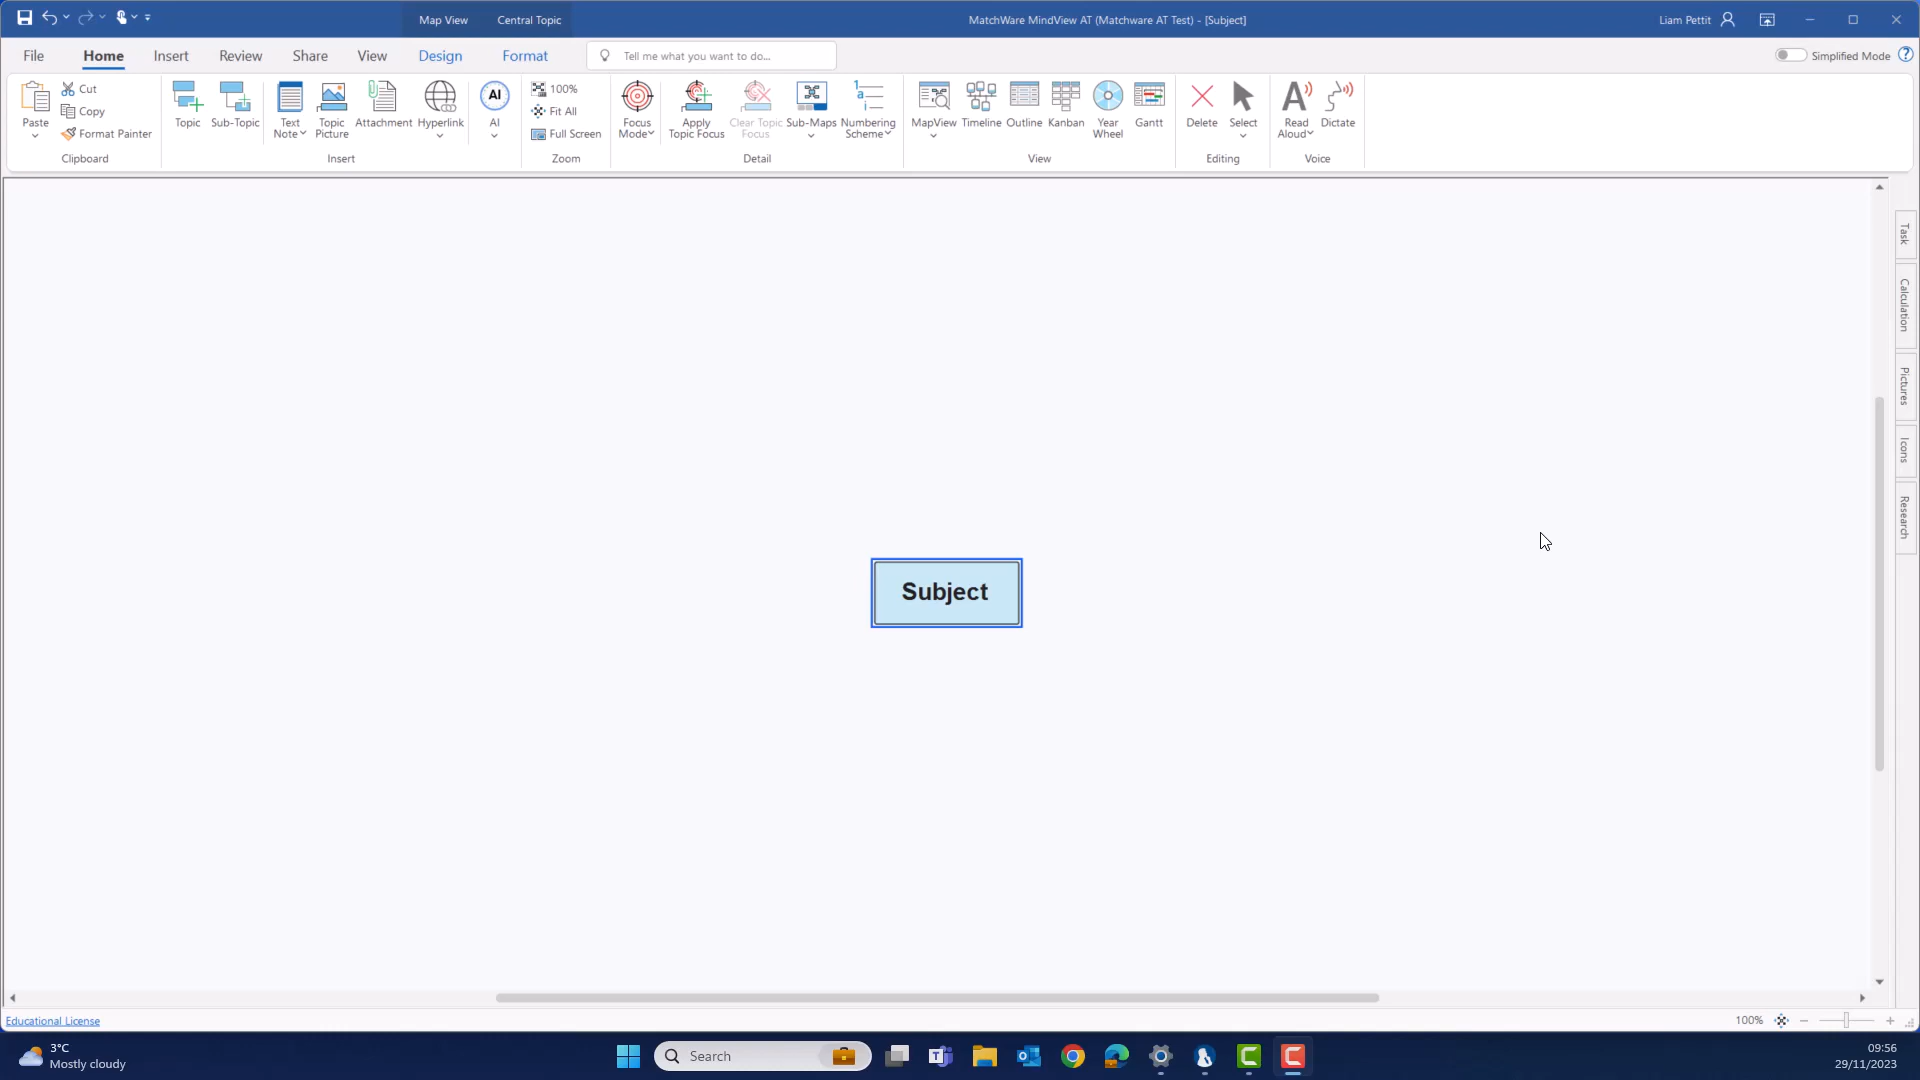 Map View Central Topic MatchWare MindView AT (Matchware AT Test) - [Subject] Liam Pettit
File Home Insert Review Share View Design Format Tell me what you want to do... Simplified Mode ?
Paste Cut Copy Format Painter
Clipboard
Topic Sub-Topic Text Note Topic Picture Attachment Hyperlink AI AI
Insert
100% Fit All Full Screen
Zoom
Focus Mode Apply Topic Focus Clear Topic Focus Sub-Maps Numbering Scheme
Detail
MapView Timeline Outline Kanban Year Wheel Gantt
View
Delete Select
Editing
Read Aloud Dictate
Voice
Task
Calculation
Pictures
Icons
Research
Subject
Educational License 100%
3°C
Mostly cloudy
Search
09:56
29/11/2023